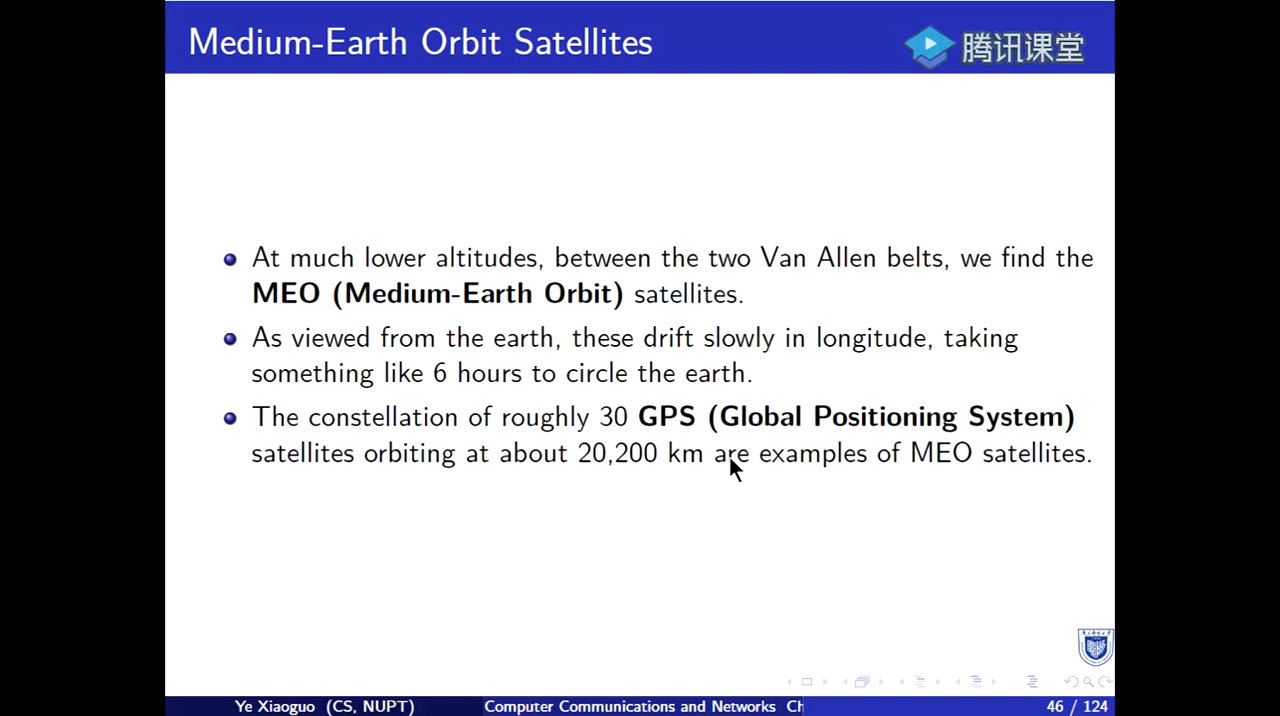 Medium-Earth Orbit Satellites
腾讯课堂
At much lower altitudes, between the two Van Allen belts, we find the
MEO (Medium-Earth Orbit) satellites.
As viewed from the earth, these drift slowly in longitude, taking
something like 6 hours to circle the earth.
The constellation of roughly 30 GPS (Global Positioning System)
satellites orbiting at about 20,200 km are examples of MEO satellites.
Ye Xiaoguo (CS, NUPT)
Computer Communications and Networks Ch
46 / 124